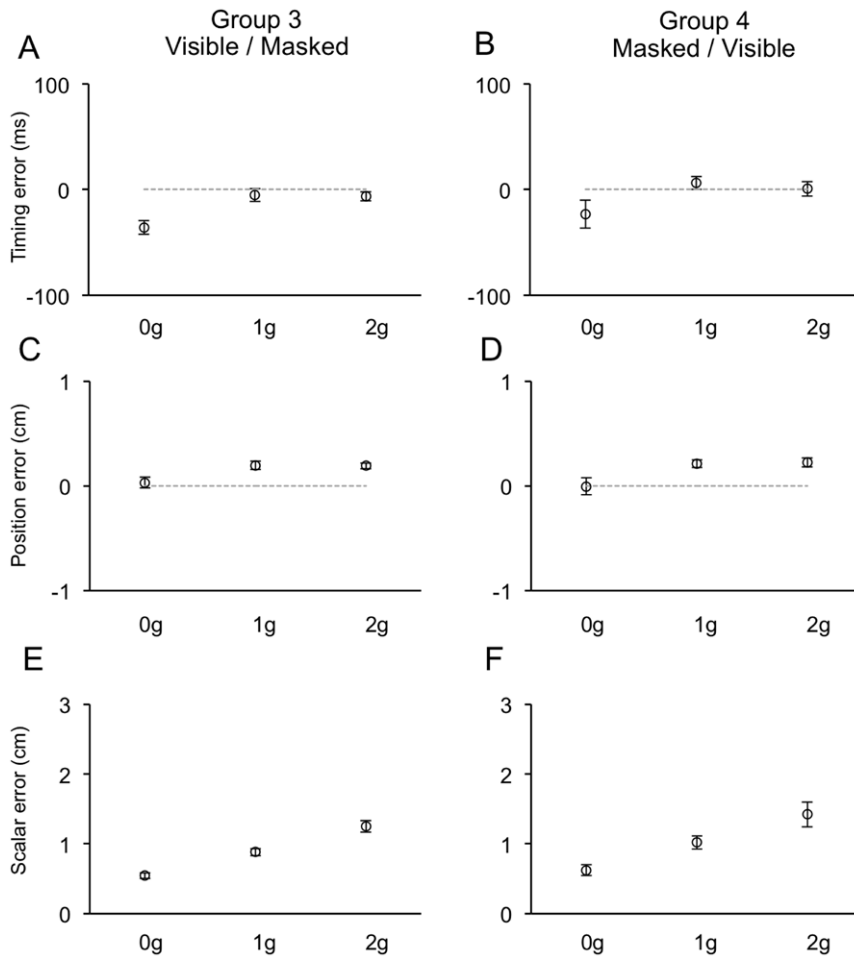 Group 3
Visible / Masked
Group 4
Masked / Visible
A
B
Timing error (ms)
100
0
-100
0g 1g 2g
100
0
-100
0g 1g 2g
C
D
Position error (cm)
1
0
-1
0g 1g 2g
1
0
-1
0g 1g 2g
E
F
Scalar error (cm)
3
2
1
0
0g 1g 2g
3
2
1
0
0g 1g 2g